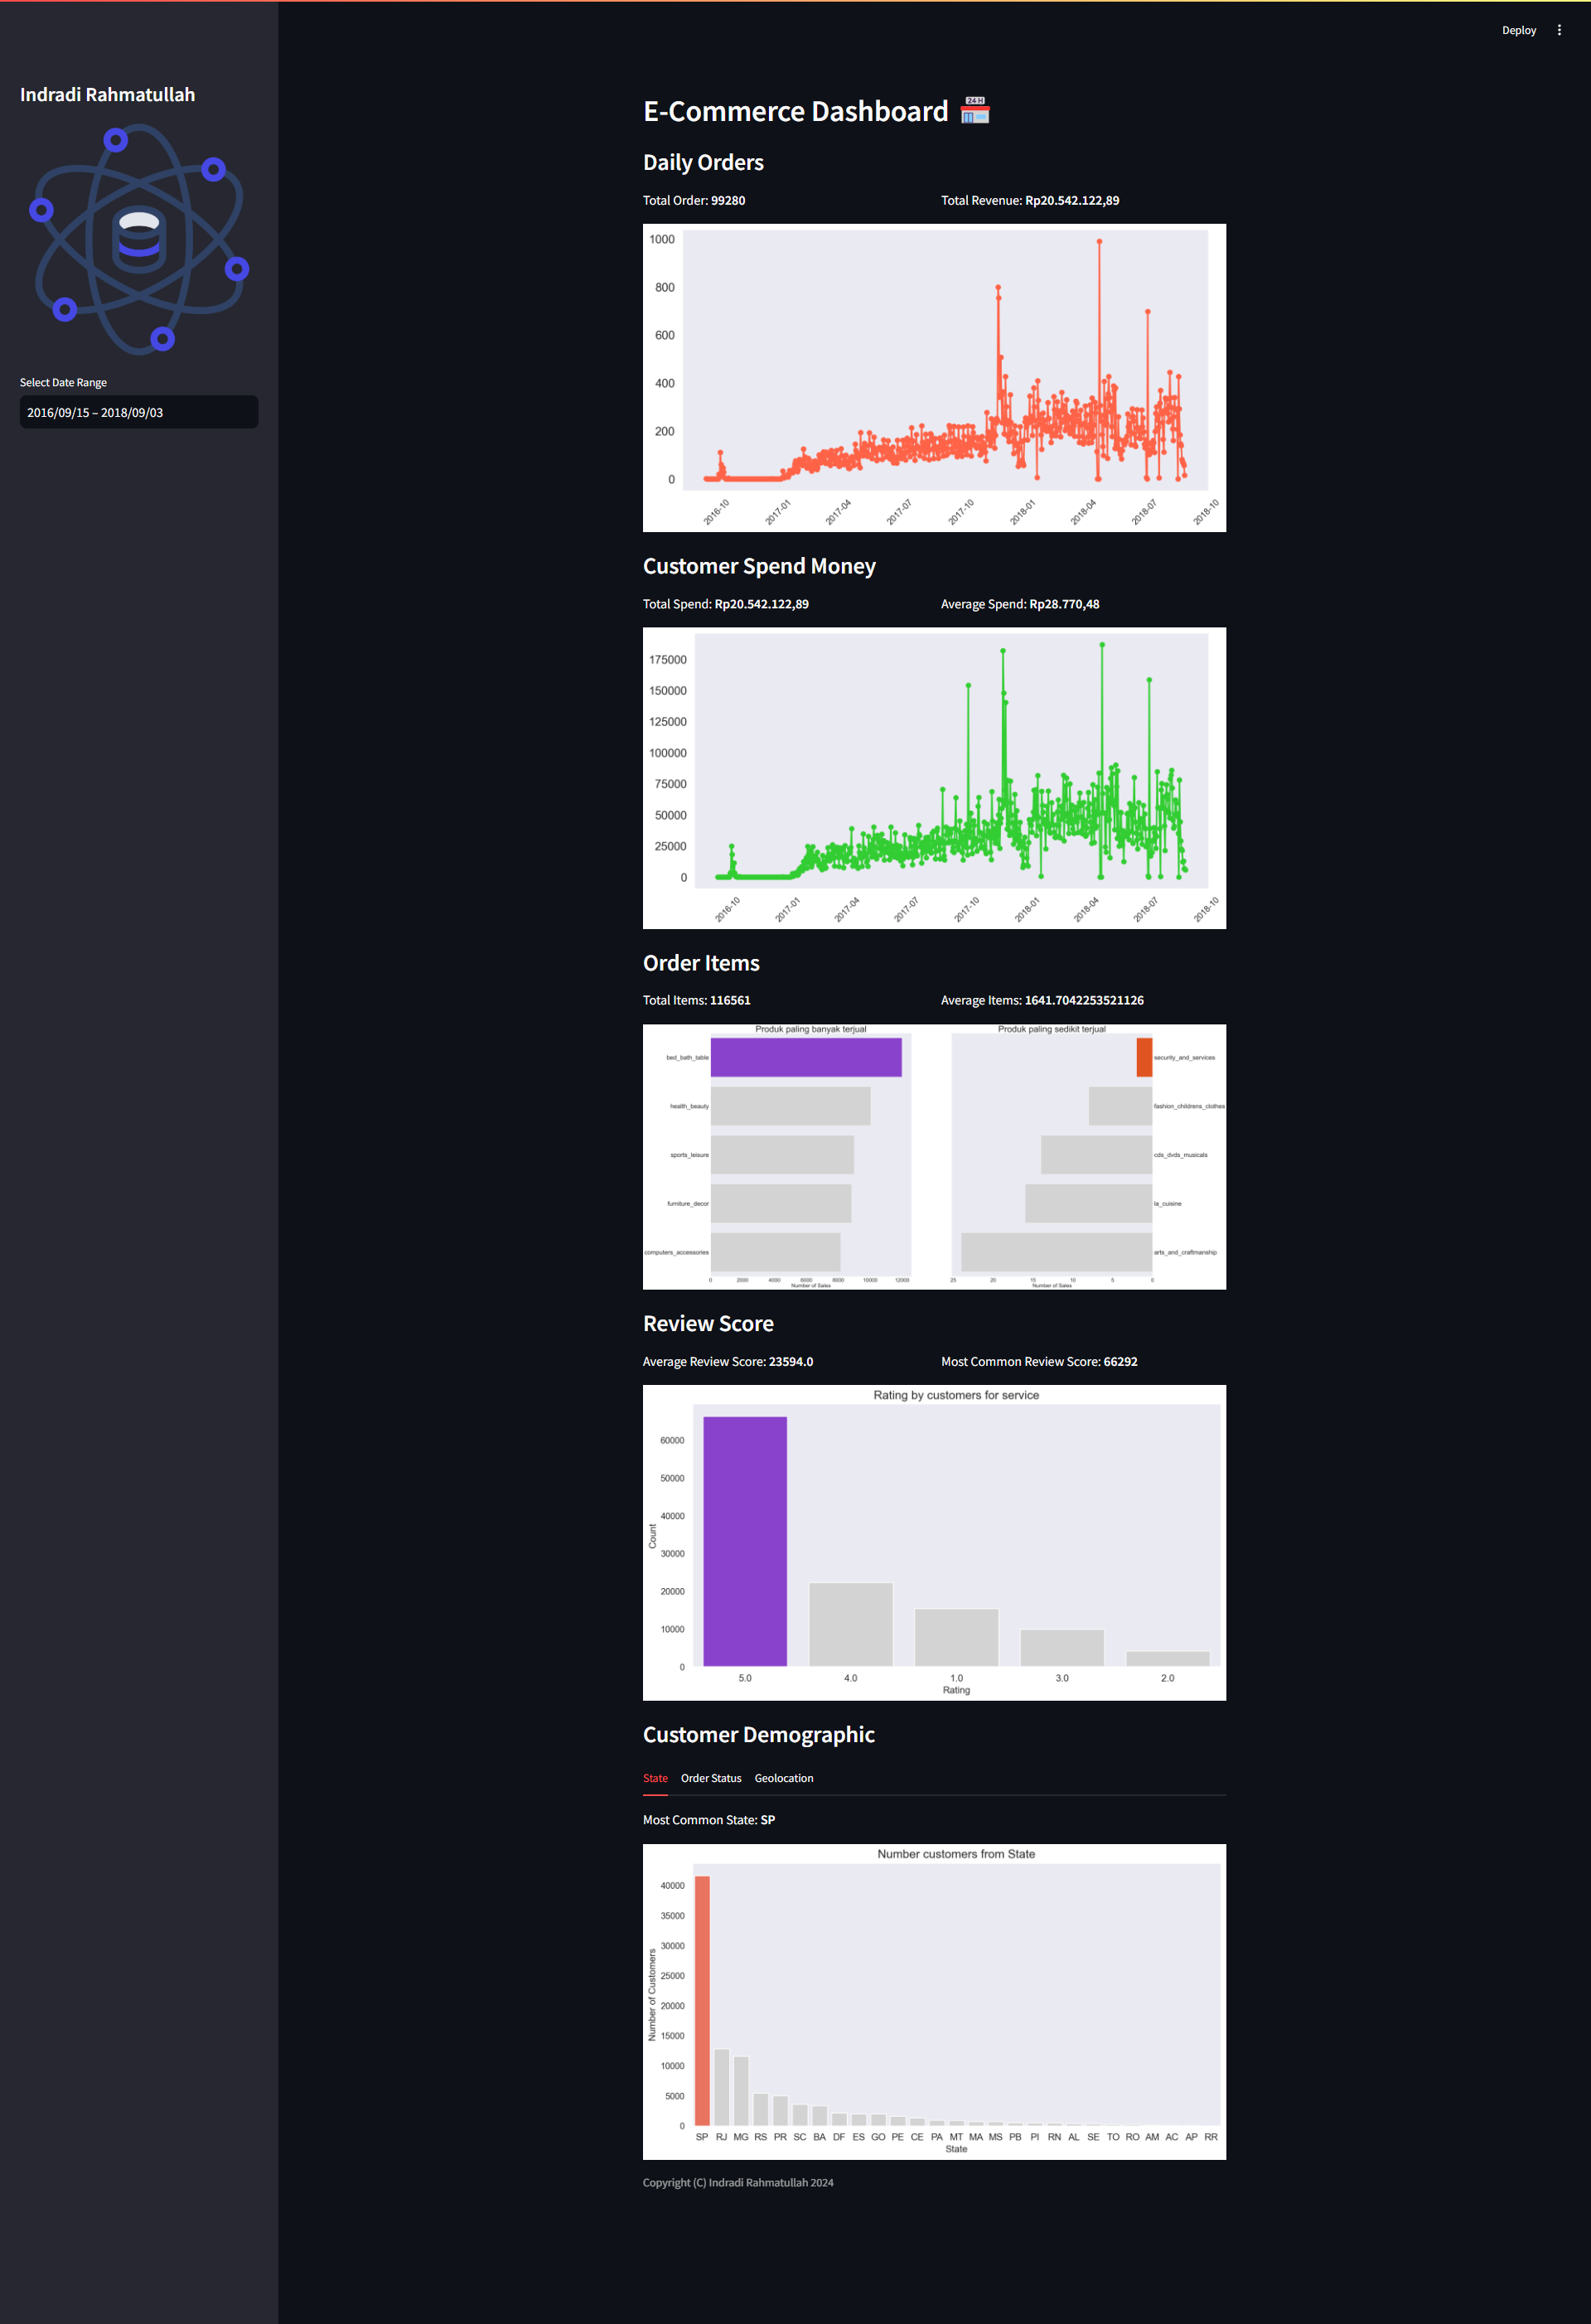 Deploy
Indradi Rahmatullah
Select Date Range
2016/09/15 – 2018/09/03
E-Commerce Dashboard
24 H
Daily Orders
Total Order: 99280 Total Revenue: Rp20.542.122,89
1000
800
600
400
200
0
2016-10 2017-01 2017-04 2017-07 2017-10 2018-01 2018-04 2018-07 2018-10
Customer Spend Money
Total Spend: Rp20.542.122,89 Average Spend: Rp28.770,48
175000
150000
125000
100000
75000
50000
25000
0
2016-10 2017-01 2017-04 2017-07 2017-10 2018-01 2018-04 2018-07 2018-10
Order Items
Total Items: 116561 Average Items: 1641.7042253521126
Produk paling banyak terjual
bed_bath_table
health_beauty
sports_leisure
furniture_decor
computers_accessories
0 2000 4000 6000 8000 10000 12000
Number of Sales
Produk paling sedikit terjual
security_and_services
fashion_childrens_clothes
cds_dvds_musicals
la_cuisine
arts_and_craftmanship
25 20 15 10 5 0
Number of Sales
Review Score
Average Review Score: 23594.0 Most Common Review Score: 66292
Rating by customers for service
Count
60000
50000
40000
30000
20000
10000
0
5.0 4.0 1.0 3.0 2.0
Rating
Customer Demographic
State Order Status Geolocation
Most Common State: SP
Number customers from State
Number of Customers
40000
35000
30000
25000
20000
15000
10000
5000
0
SP RJ MG RS PR SC BA DF ES GO PE CE PA MT MA MS PB PI RN AL SE TO RO AM AC AP RR
State
Copyright (C) Indradi Rahmatullah 2024